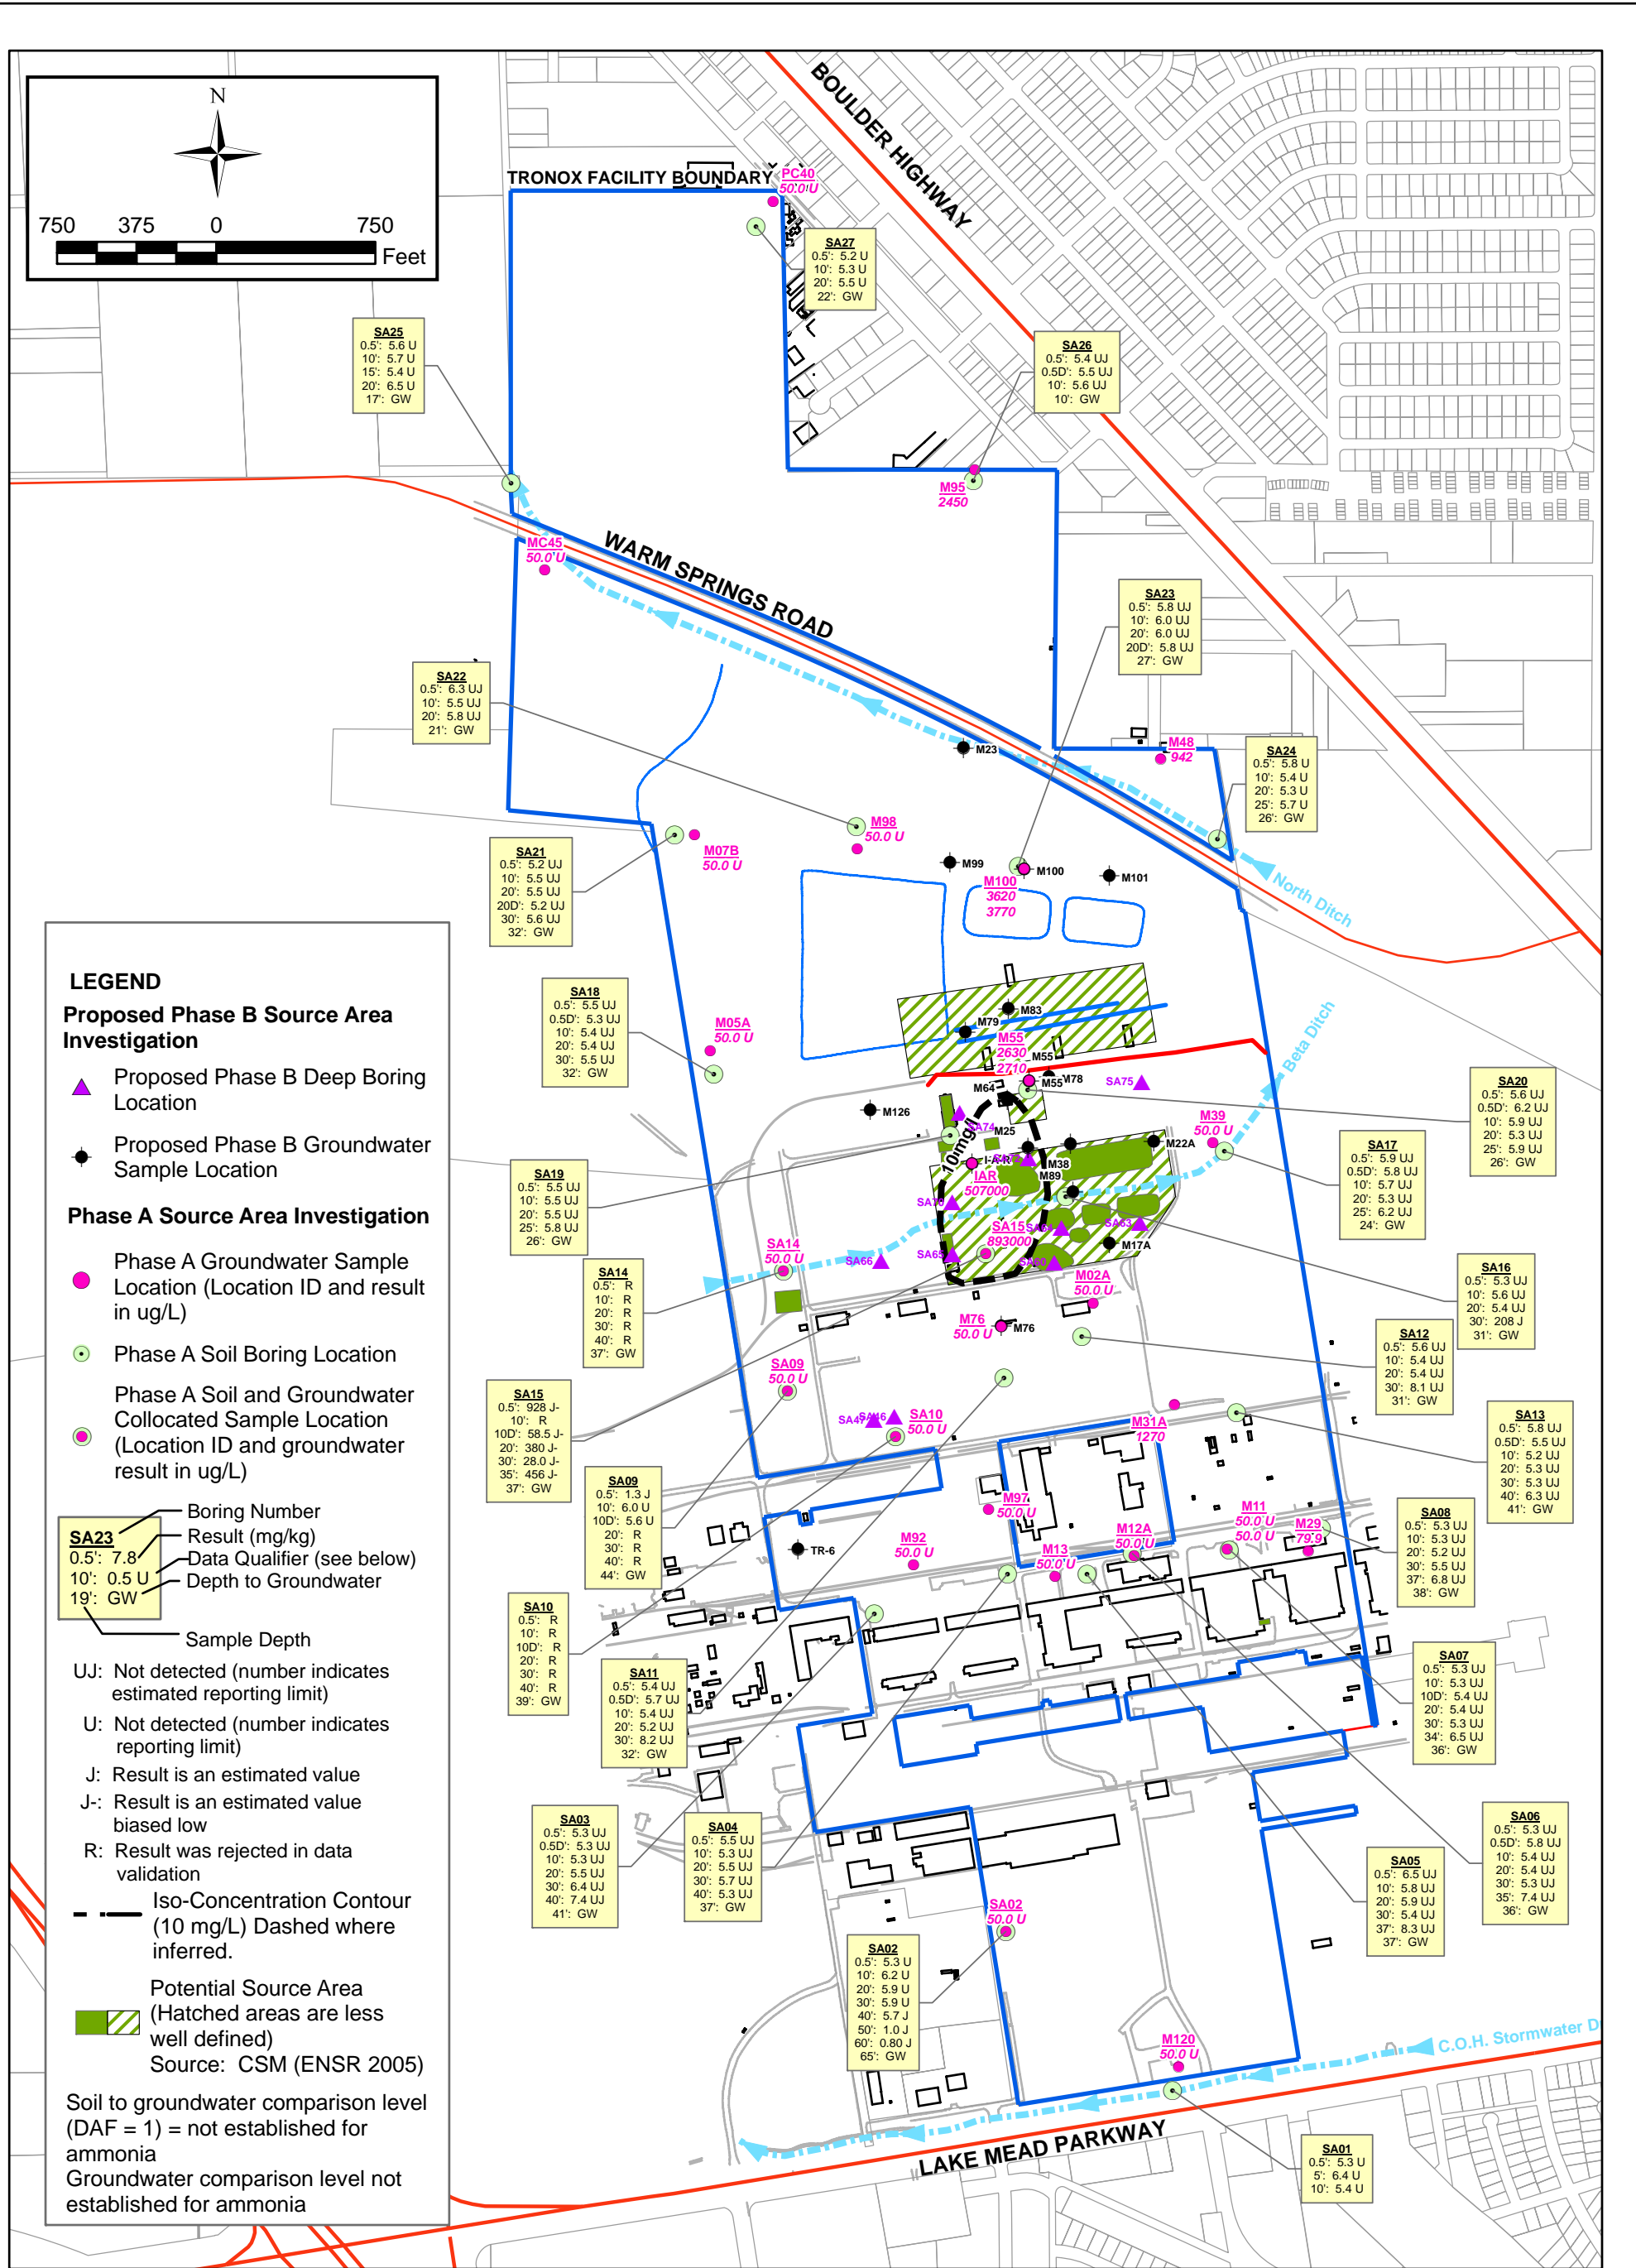 N
750 375 0 750
Feet
BOULDER HIGHWAY
TRONOX FACILITY BOUNDARY
PC40
50.0 U
SA27
0.5': 5.2 U
10': 5.3 U
20': 5.5 U
22': GW
SA25
0.5': 5.6 U
10': 5.7 U
15': 5.4 U
20': 6.5 U
17': GW
SA26
0.5': 5.4 UJ
0.5D': 5.5 UJ
10': 5.6 UJ
10': GW
M95
2450
MC45
50.0 U
WARM SPRINGS ROAD
SA23
0.5': 5.8 UJ
10': 6.0 UJ
20': 6.0 UJ
20D': 5.8 UJ
27': GW
SA22
0.5': 6.3 UJ
10': 5.5 UJ
20': 5.8 UJ
21': GW
M23
M48
942
SA24
0.5': 5.8 U
10': 5.4 U
20': 5.3 U
25': 5.7 U
26': GW
SA21
0.5': 5.2 UJ
10': 5.5 UJ
20': 5.5 UJ
20D': 5.2 UJ
30': 5.6 UJ
32': GW
M07B
50.0 U
M98
50.0 U
M99
M100
M100
3620
3770
M101
North Ditch
SA18
0.5': 5.5 UJ
0.5D': 5.3 UJ
10': 5.4 UJ
20': 5.4 UJ
30': 5.5 UJ
32': GW
M05A
50.0 U
M83
M79
M55
2630
2710
M55
M55
M78
M64
SA75
Beta Ditch
SA20
0.5': 5.6 UJ
0.5D': 6.2 UJ
10': 5.9 UJ
20': 5.3 UJ
25': 5.9 UJ
26': GW
M126
SA74
M25
10mg/l
M39
50.0 U
M22A
SA17
0.5': 5.9 UJ
0.5D': 5.8 UJ
10': 5.7 UJ
20': 5.3 UJ
25': 6.2 UJ
24': GW
SA19
0.5': 5.5 UJ
10': 5.5 UJ
20': 5.5 UJ
25': 5.8 UJ
26': GW
I-A-R
SA72
M38
M89
IAR
507000
SA70
SA15
893000
SA63
M17A
SA14
50.0 U
SA66
SA65
SA60
SA14
0.5': R
10': R
20': R
30': R
40': R
37': GW
M02A
50.0 U
SA16
0.5': 5.3 UJ
10': 5.6 UJ
20': 5.4 UJ
30': 208 J
31': GW
M76
50.0 U
M76
SA12
0.5': 5.6 UJ
10': 5.4 UJ
20': 5.4 UJ
30': 8.1 UJ
31': GW
SA09
50.0 U
SA15
0.5': 928 J-
10': R
10D': 58.5 J-
20': 380 J-
30': 28.0 J-
35': 456 J-
37': GW
SA10
50.0 U
M31A
1270
SA13
0.5': 5.8 UJ
0.5D': 5.5 UJ
10': 5.2 UJ
20': 5.3 UJ
30': 5.3 UJ
40': 6.3 UJ
41': GW
SA09
0.5': 1.3 J
10': 6.0 U
10D': 5.6 U
20': R
30': R
40': R
44': GW
M97
50.0 U
M11
50.0 U
50.0 U
M29
79.9
SA08
0.5': 5.3 UJ
10': 5.3 UJ
20': 5.2 UJ
30': 5.5 UJ
37': 6.8 UJ
38': GW
TR-6
M92
50.0 U
M12A
50.0 U
M13
50.0 U
SA10
0.5': R
10': R
10D': R
20': R
30': R
40': R
39': GW
SA11
0.5': 5.4 UJ
0.5D': 5.7 UJ
10': 5.4 UJ
20': 5.2 UJ
30': 8.2 UJ
32': GW
SA07
0.5': 5.3 UJ
10': 5.3 UJ
10D': 5.4 UJ
20': 5.4 UJ
30': 5.3 UJ
34': 6.5 UJ
36': GW
SA03
0.5': 5.3 UJ
0.5D': 5.3 UJ
10': 5.3 UJ
20': 5.5 UJ
30': 6.4 UJ
40': 7.4 UJ
41': GW
SA04
0.5': 5.5 UJ
10': 5.3 UJ
20': 5.5 UJ
30': 5.7 UJ
40': 5.3 UJ
37': GW
SA06
0.5': 5.3 UJ
0.5D': 5.8 UJ
10': 5.4 UJ
20': 5.4 UJ
30': 5.3 UJ
35': 7.4 UJ
36': GW
SA05
0.5': 6.5 UJ
10': 5.8 UJ
20': 5.9 UJ
30': 5.4 UJ
37': 8.3 UJ
37': GW
SA02
50.0 U
SA02
0.5': 5.3 U
10': 6.2 U
20': 5.9 U
30': 5.9 U
40': 5.7 J
50': 1.0 J
60': 0.80 J
65': GW
M120
50.0 U
C.O.H. Stormwater D
LAKE MEAD PARKWAY
SA01
0.5': 5.3 U
5': 6.4 U
10': 5.4 U
LEGEND
Proposed Phase B Source Area
Investigation
Proposed Phase B Deep Boring
Location
Proposed Phase B Groundwater
Sample Location
Phase A Source Area Investigation
Phase A Groundwater Sample
Location (Location ID and result
in ug/L)
Phase A Soil Boring Location
Phase A Soil and Groundwater
Collocated Sample Location
(Location ID and groundwater
result in ug/L)
SA23
0.5': 7.8
10': 0.5 U
19': GW
Boring Number
Result (mg/kg)
Data Qualifier (see below)
Depth to Groundwater
Sample Depth
UJ: Not detected (number indicates
estimated reporting limit)
U: Not detected (number indicates
reporting limit)
J: Result is an estimated value
J-: Result is an estimated value
biased low
R: Result was rejected in data
validation
Iso-Concentration Contour
(10 mg/L) Dashed where
inferred.
Potential Source Area
(Hatched areas are less
well defined)
Source: CSM (ENSR 2005)
Soil to groundwater comparison level
(DAF = 1) = not established for
ammonia
Groundwater comparison level not
established for ammonia